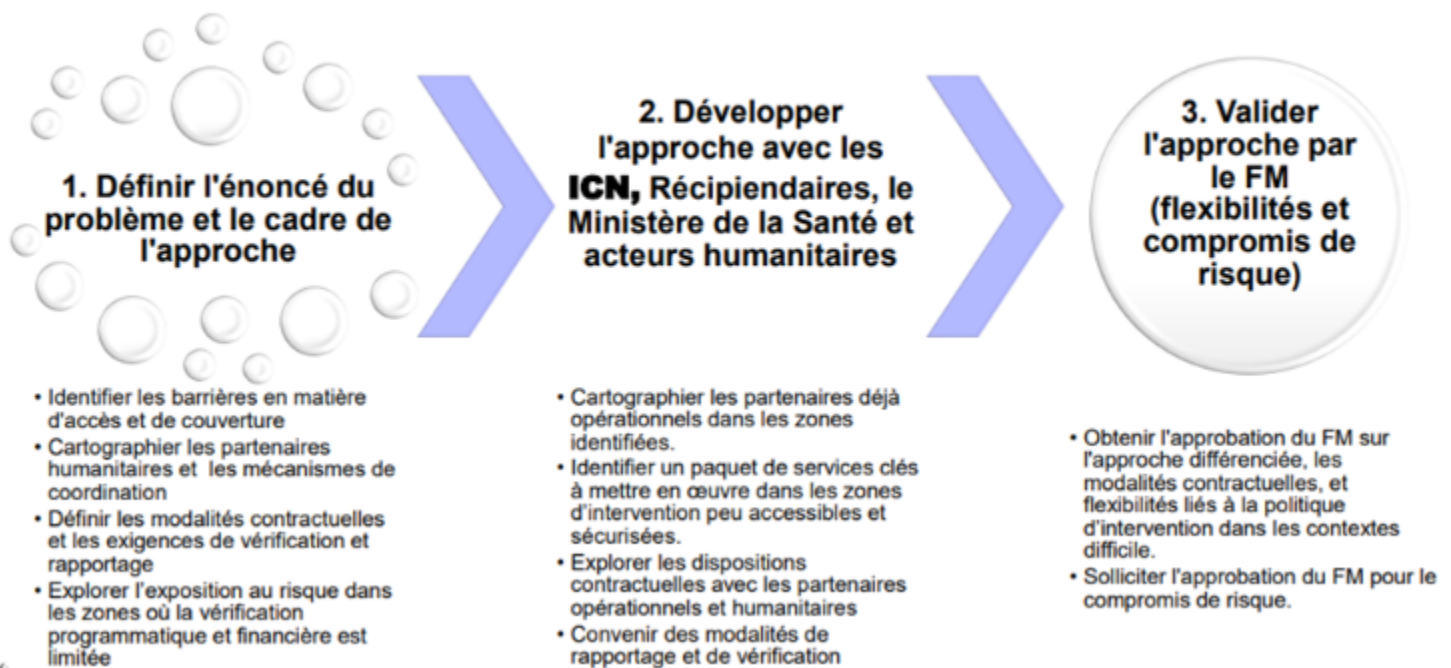 1. Définir l'énoncé du
problème et le cadre de
l'approche
• Identifier les barrières en matière
d'accès et de couverture
• Cartographier les partenaires
humanitaires et les mécanismes de
coordination
• Définir les modalités contractuelles
et les exigences de vérification et
rapportage
• Explorer l'exposition au risque dans
les zones où la vérification
programmatique et financière est
limitée
2. Développer
l'approche avec les
ICN, Récipiendaires, le
Ministère de la Santé et
acteurs humanitaires
• Cartographier les partenaires déjà
opérationnels dans les zones
identifiées.
• Identifier un paquet de services clés
à mettre en œuvre dans les zones
d'intervention peu accessibles et
sécurisées.
• Explorer les dispositions
contractuelles avec les partenaires
opérationnels et humanitaires
• Convenir des modalités de
rapportage et de vérification
3. Valider
l'approche par
le FM
(flexibilités et
compromis de
risque)
• Obtenir l'approbation du FM sur
l'approche différenciée, les
modalités contractuelles, et
flexibilités liés à la politique
d'intervention dans les contextes
difficile.
• Solliciter l'approbation du FM pour le
compromis de risque.